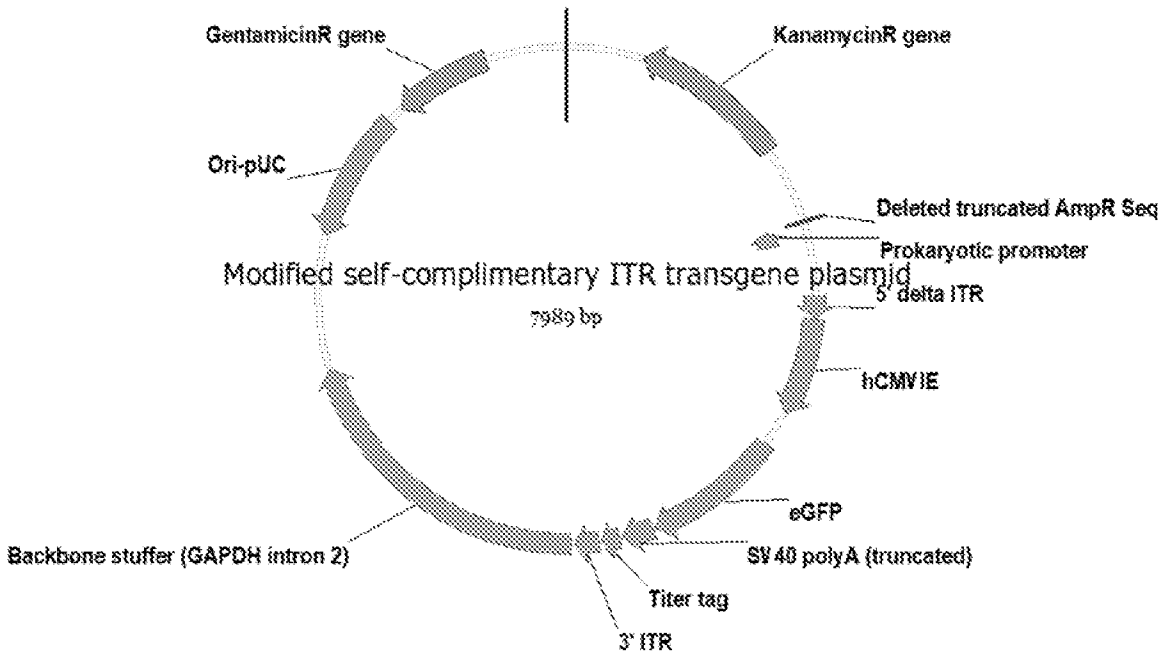 GentamicinR gene
KanamycinR gene
Ori-pUC
Deleted truncated AmpR Seq
Prokaryotic promoter
Modified self-complimentary ITR transgene plasmid
5' delta ITR
7989 bp
hCMVIE
eGFP
Backbone stuffer (GAPDH intron 2)
SV40 polyA (truncated)
Titer tag
3' ITR